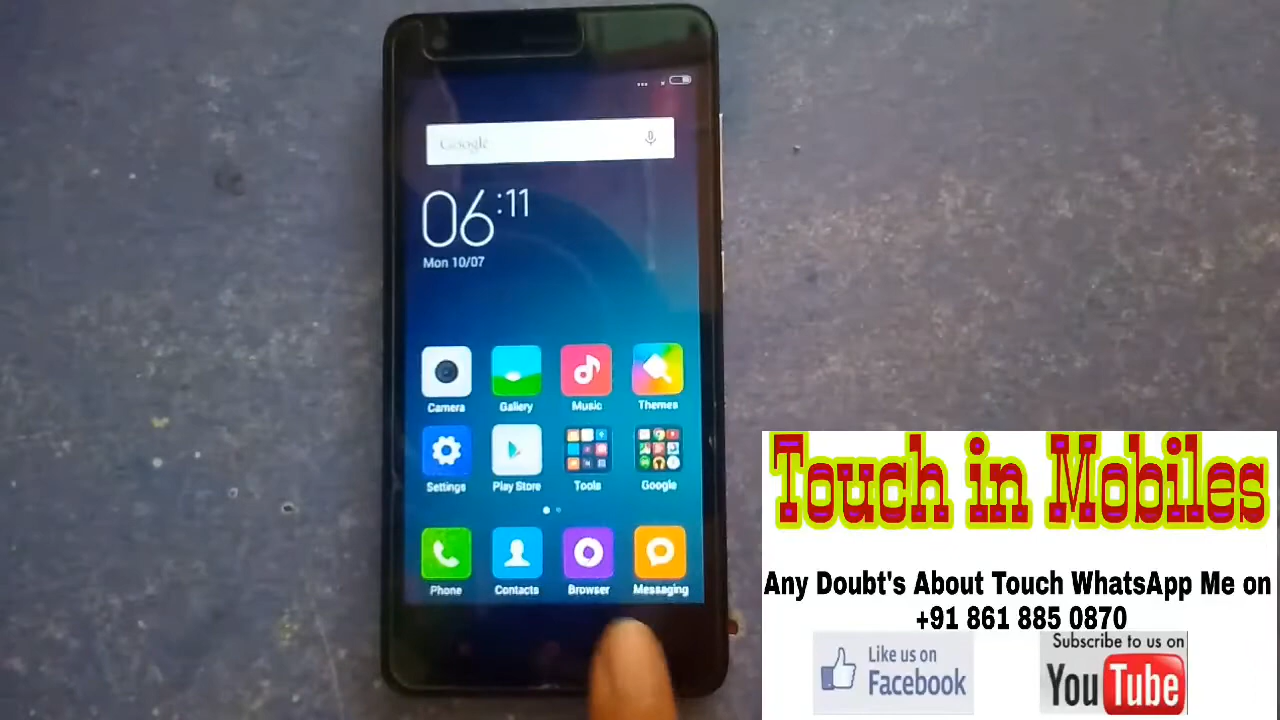 Google
06:11
Mon 10/07
Camera Gallery Music Themes
Settings Play Store Tools Google
Phone Contacts Browser Messaging
Touch in Mobiles
Any Doubt's About Touch WhatsApp Me on
+91 861 885 0870
Like us on
Facebook
Subscribe to us on
YouTube